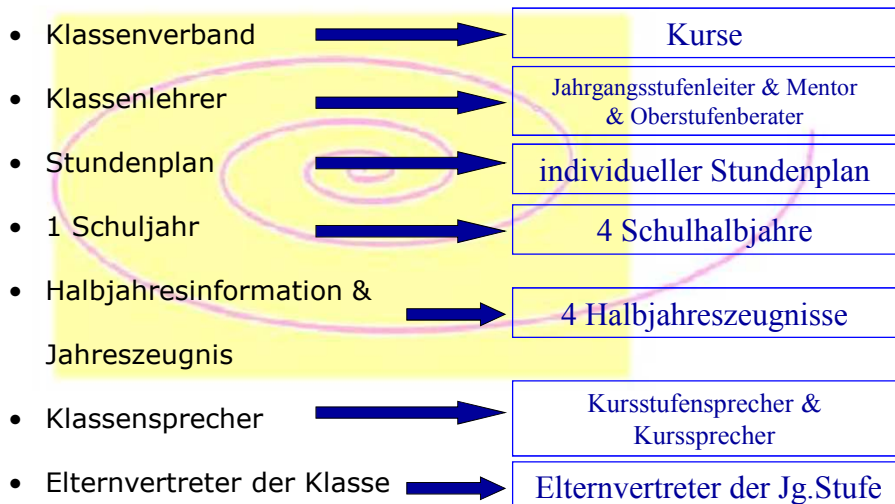 • Klassenverband
Kurse
• Klassenlehrer
Jahrgangsstufenleiter & Mentor
& Oberstufenberater
• Stundenplan
individueller Stundenplan
• 1 Schuljahr
4 Schulhalbjahre
• Halbjahresinformation &
Jahreszeugnis
4 Halbjahreszeugnisse
• Klassensprecher
Kursstufensprecher &
Kurssprecher
• Elternvertreter der Klasse
Elternvertreter der Jg.Stufe